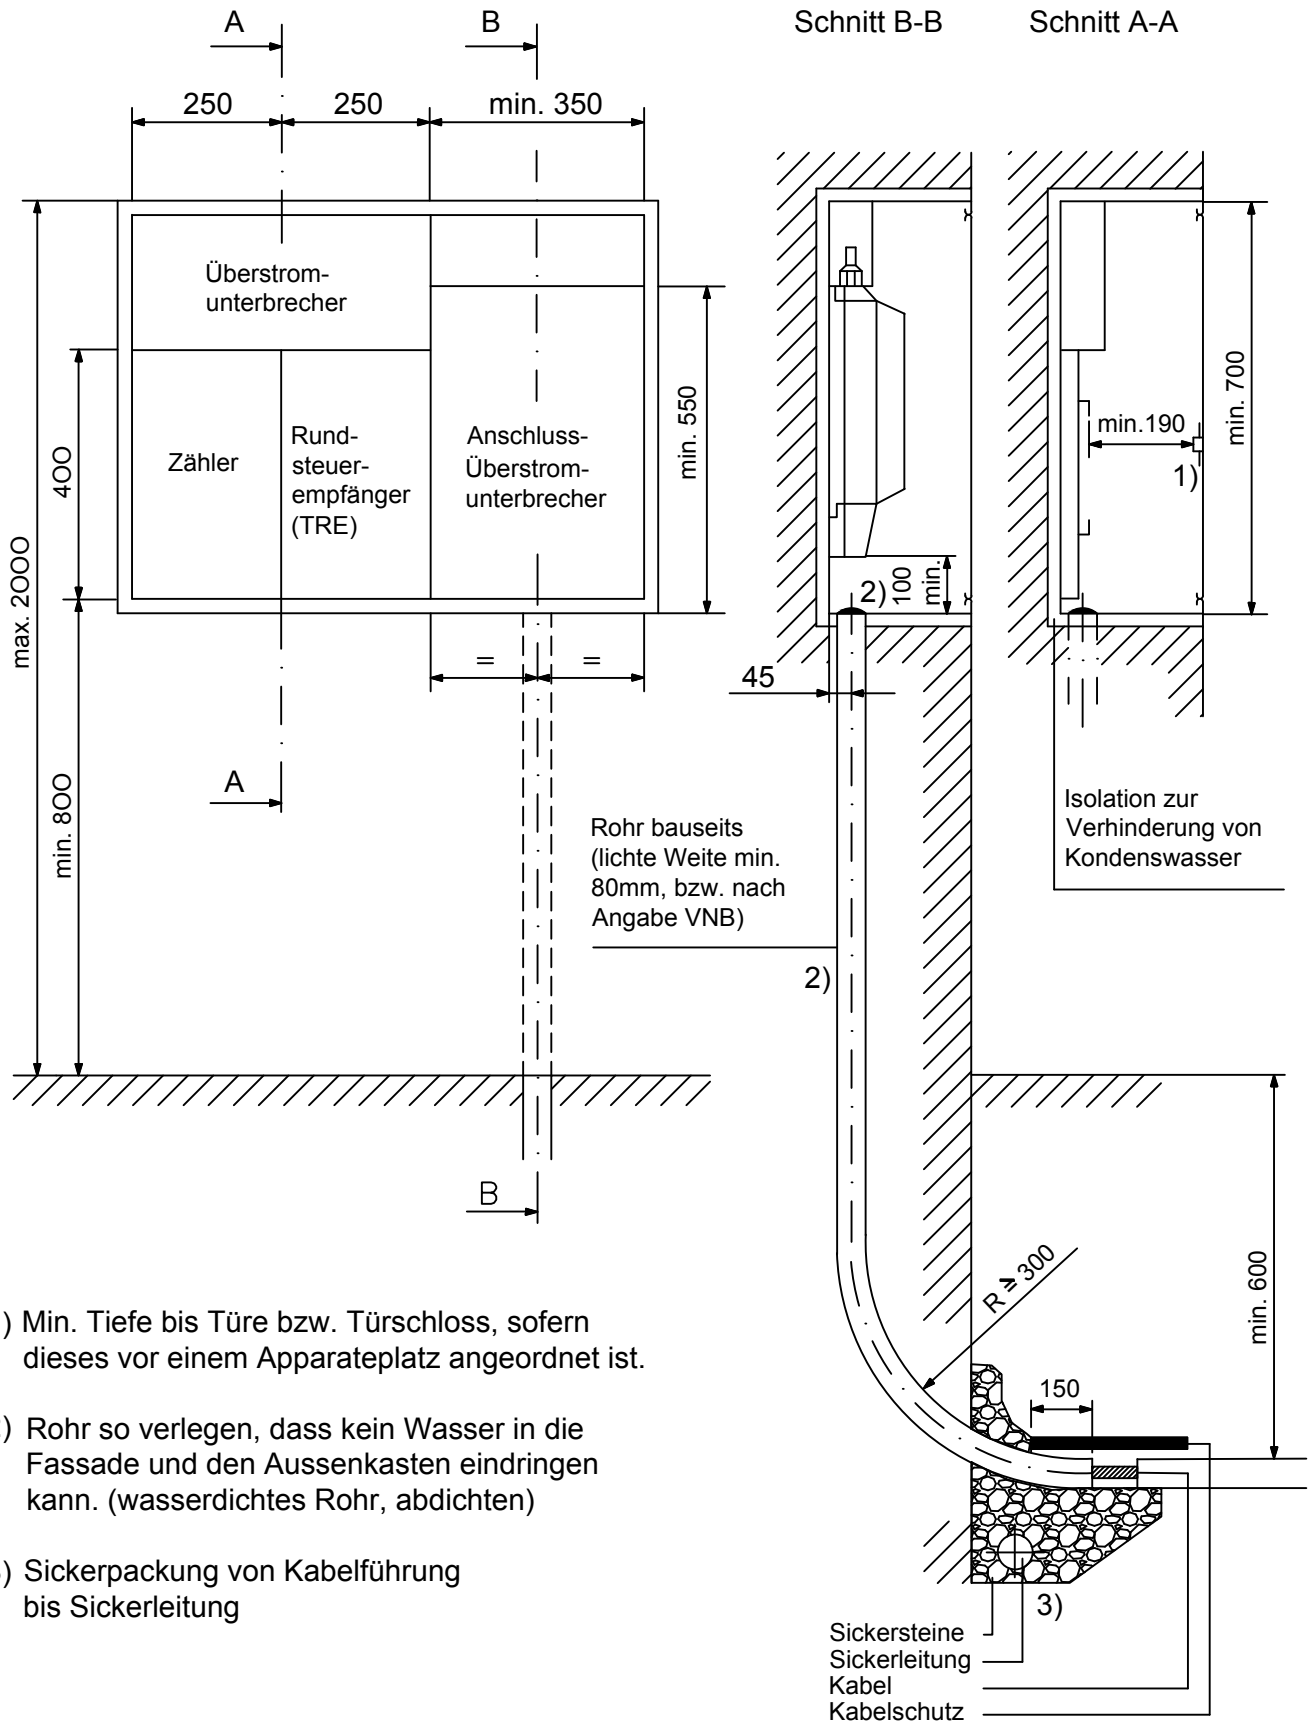 A
B
Schnitt B-B
Schnitt A-A
250
250
min. 350
Überstrom-
unterbrecher
Zähler
Rund-
steuer-
empfänger
(TRE)
Anschluss-
Überstrom-
unterbrecher
400
max. 2000
min. 800
min. 550
=
=
A
B
2)
100
min.
45
min.190
1)
min. 700
Rohr bauseits
(lichte Weite min.
80mm, bzw. nach
Angabe VNB)
2)
Isolation zur
Verhinderung von
Kondenswasser
R ≥ 300
150
min. 600
3)
Sickersteine
Sickerleitung
Kabel
Kabelschutz
) Min. Tiefe bis Türe bzw. Türschloss, sofern
dieses vor einem Apparateplatz angeordnet ist.
) Rohr so verlegen, dass kein Wasser in die
Fassade und den Aussenkasten eindringen
kann. (wasserdichtes Rohr, abdichten)
) Sickerpackung von Kabelführung
bis Sickerleitung